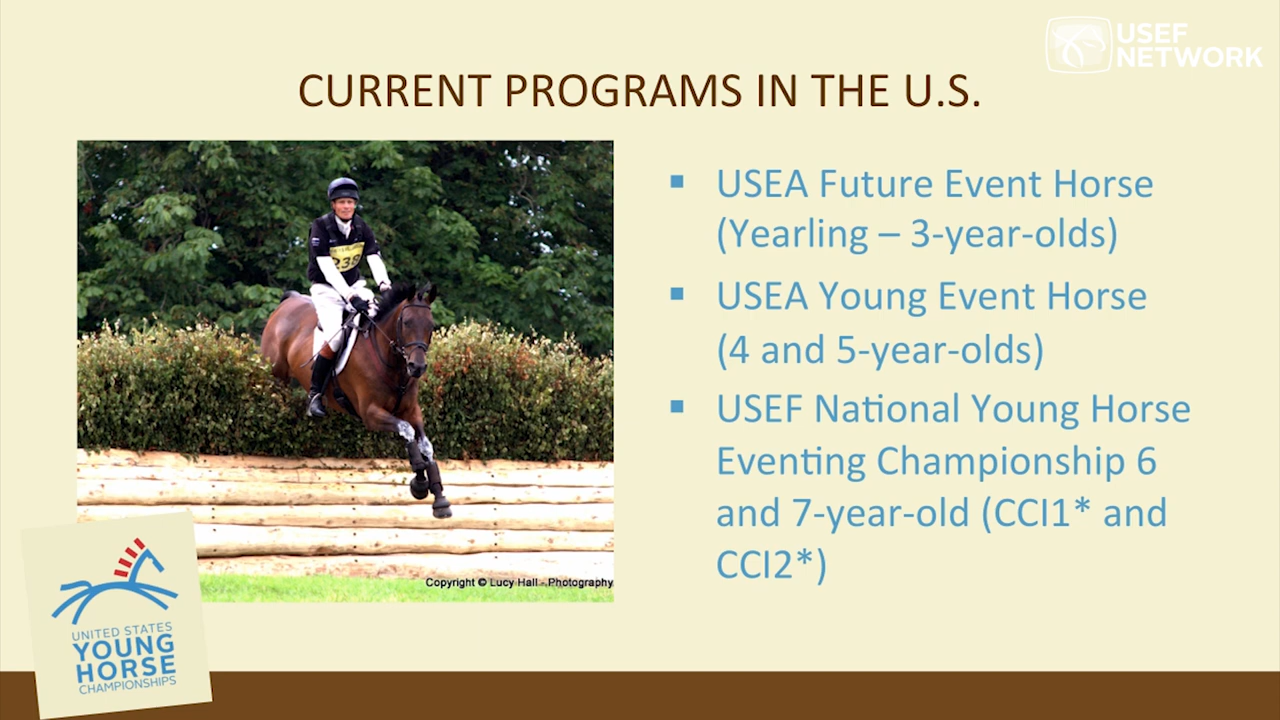 USEF
NETWORK
CURRENT PROGRAMS IN THE U.S.
238
▪ USEA Future Event Horse
(Yearling – 3-year-olds)
▪ USEA Young Event Horse
(4 and 5-year-olds)
▪ USEF National Young Horse
Eventing Championship 6
and 7-year-old (CCI1* and
CCI2*)
Copyright © Lucy Hall - Photography
UNITED STATES
YOUNG
HORSE
CHAMPIONSHIPS